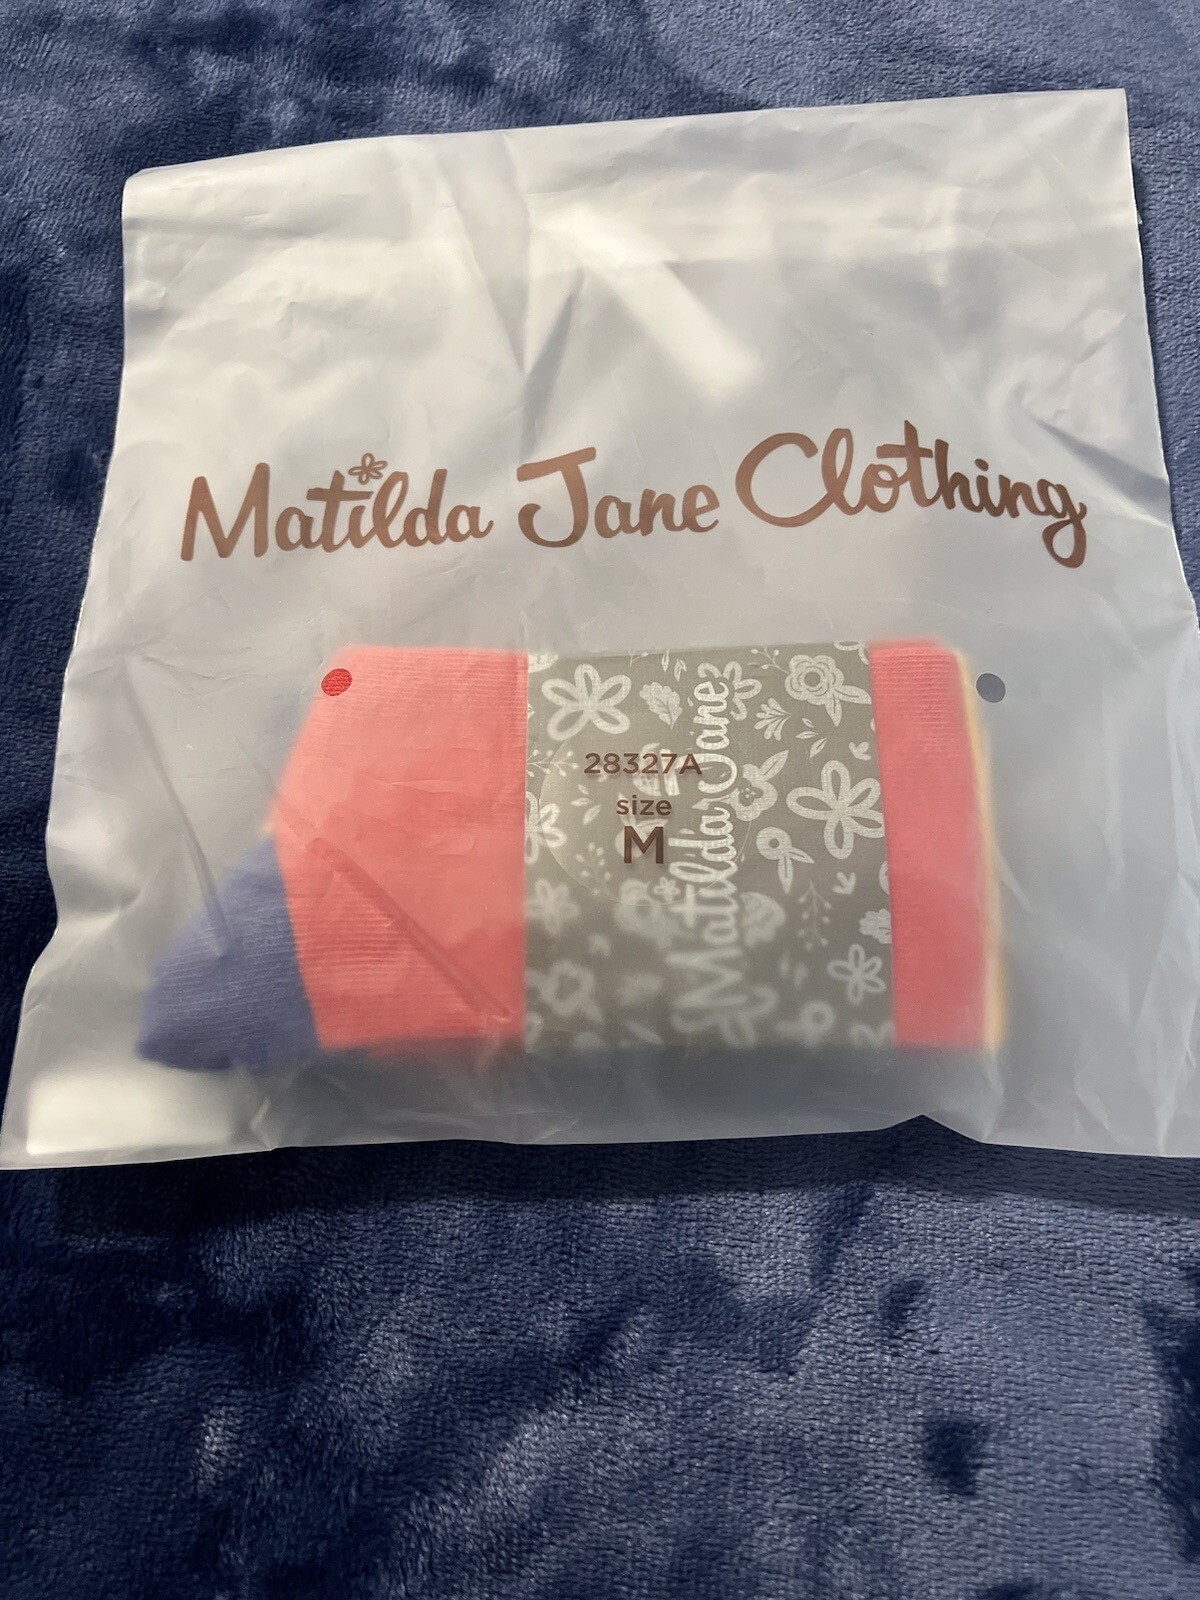 Matilda Jane Clothing
28327A
size
M
Matilda Jane